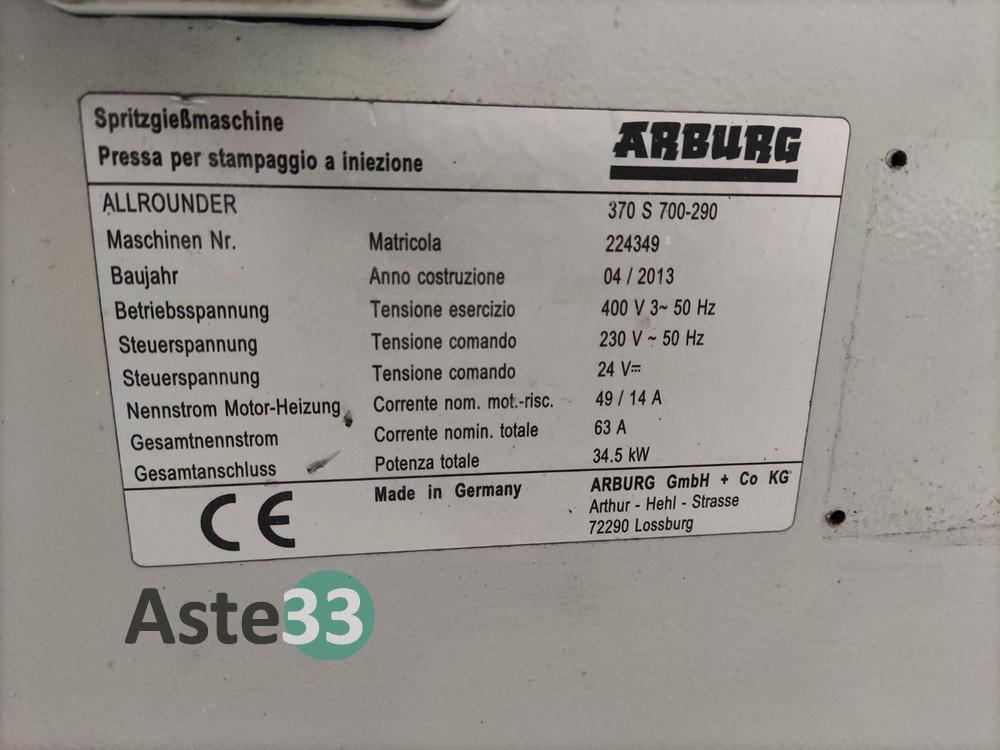 Spritzgießmaschine
Pressa per stampaggio a iniezione
ARBURG
ALLROUNDER 370 S 700-290
Maschinen Nr. Matricola 224349
Baujahr Anno costruzione 04 / 2013
Betriebsspannung Tensione esercizio 400 V 3~ 50 Hz
Steuerspannung Tensione comando 230 V ~ 50 Hz
Steuerspannung Tensione comando 24 V⎓
Nennstrom Motor-Heizung Corrente nom. mot.-risc. 49 / 14 A
Gesamtnennstrom Corrente nomin. totale 63 A
Gesamtanschluss Potenza totale 34.5 kW
CE Made in Germany ARBURG GmbH + Co KG
Arthur - Hehl - Strasse
72290 Lossburg
Aste33